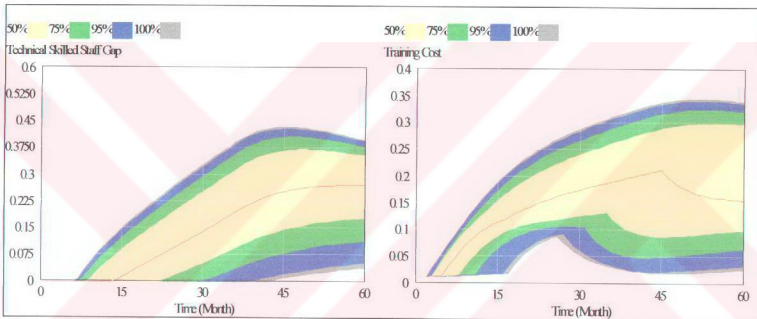 50% 75% 95% 100%
Technical Skilled Staff Gap
0.6
0.5250
0.45
0.3750
0.3
0.225
0.15
0.075
0
0 15 30 45 60
Time (Month)
50% 75% 95% 100%
Training Cost
0.4
0.35
0.3
0.25
0.2
0.15
0.1
0.05
0
0 15 30 45 60
Time (Month)